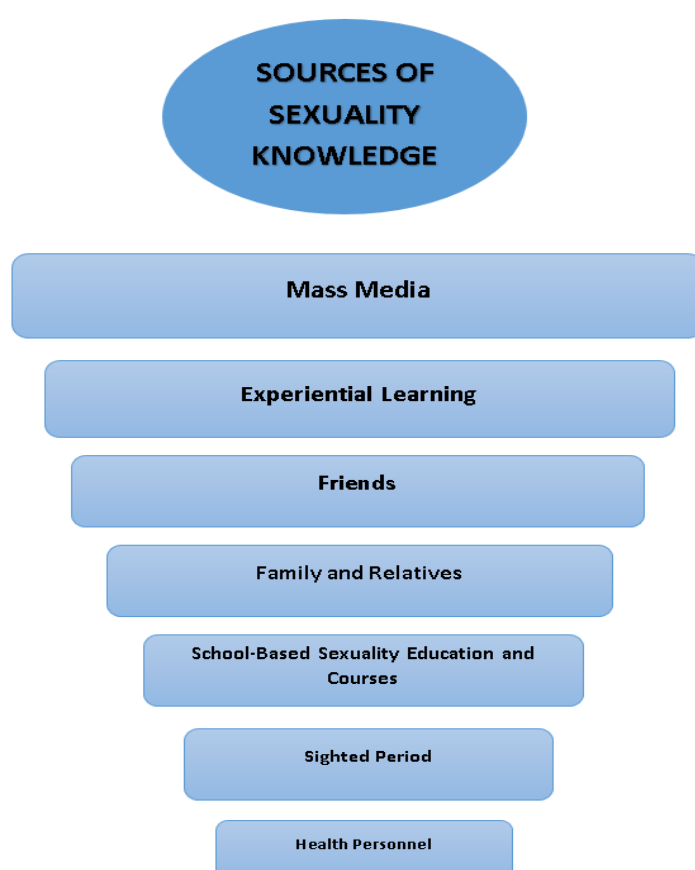 SOURCES OF
SEXUALITY
KNOWLEDGE
Mass Media
Experiential Learning
Friends
Family and Relatives
School-Based Sexuality Education and
Courses
Sighted Period
Health Personnel